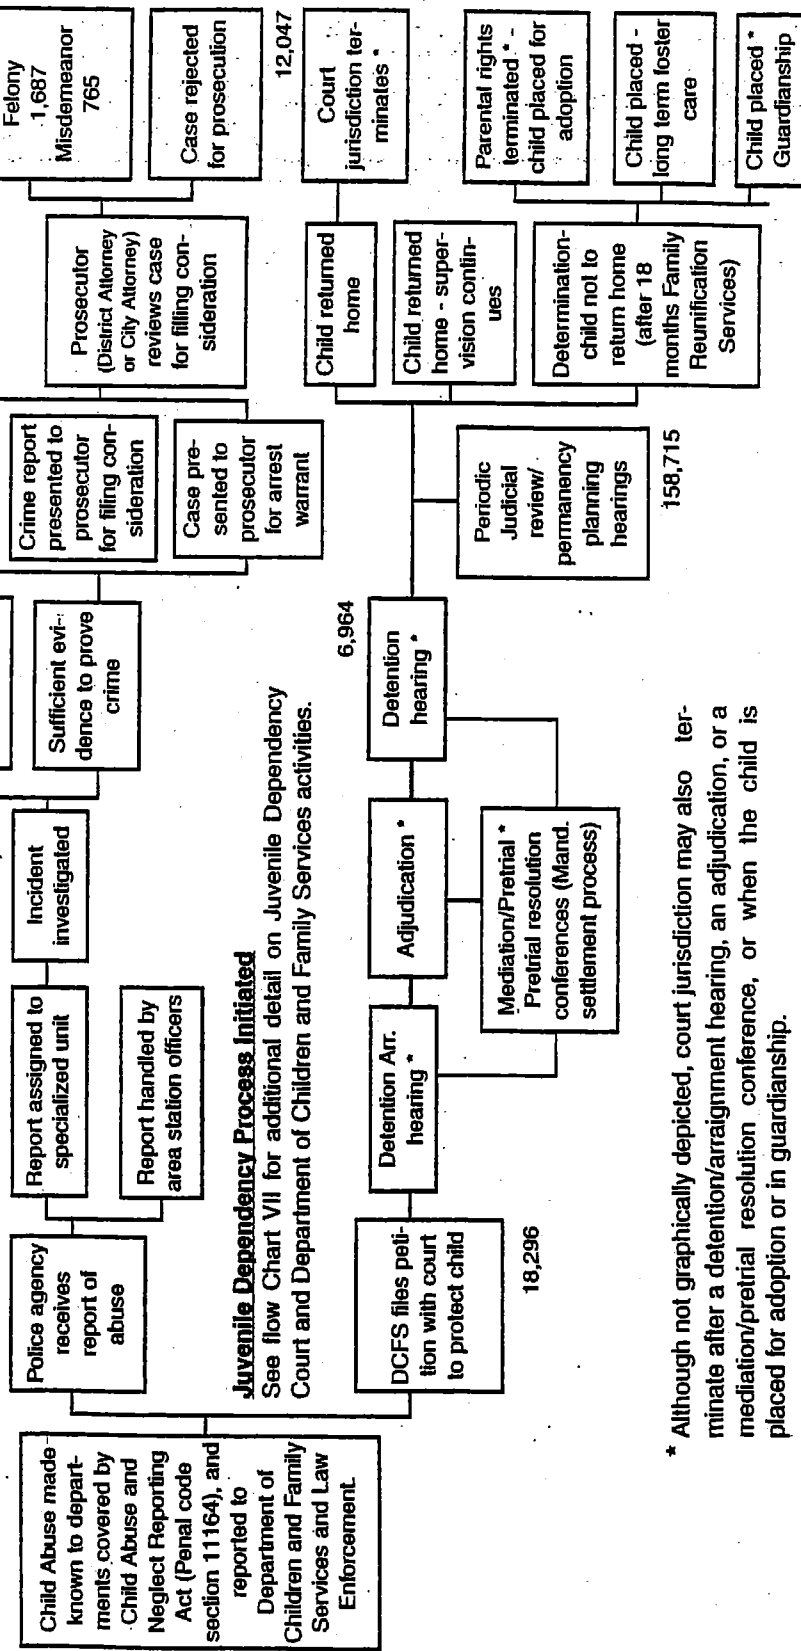 Child Abuse made
known to depart-
ments covered by
Child Abuse and
Neglect Reporting
Act (Penal code
section 11164), and
reported to
Department of
Children and Family
Services and Law
Enforcement.
Police agency
receives
report of
abuse
Report assigned to
specialized unit
Report handled by
area station officers
Incident
investigated
Sufficient evi-
dence to prove
crime
Crime report
presented to
prosecutor
for filing con-
sideration
Case pre-
sented to
prosecutor
for arrest
warrant
Prosecutor
(District Attorney
or City Attorney)
reviews case
for filling con-
sideration
Felony
1,687
Misdemeanor
765
Case rejected
for prosecution
Juvenile Dependency Process Initiated
See flow Chart VII for additional detail on Juvenile Dependency
Court and Department of Children and Family Services activities.
DCFS files peti-
tion with court
to protect child
18,296
Detention Arr.
hearing *
Adjudication *
Mediation/Pretrial *
Pretrial resolution
conferences (Mand.
settlement process)
6,964
Detention
hearing *
Periodic
Judicial
review/
permanency
planning
hearings
158,715
Child returned
home
Child returned
home - super-
vision contin-
ues
Determination-
child not to
return home
(after 18
months Family
Reunification
Services)
12,047
Court
jurisdiction ter-
minates *
Parental rights
terminated * -
child placed for
adoption
Child placed -
long term foster
care
Child placed *
Guardianship
* Although not graphically depicted, court jurisdiction may also ter-
minate after a detention/arraignment hearing, an adjudication, or a
mediation/pretrial resolution conference, or when the child is
placed for adoption or in guardianship.